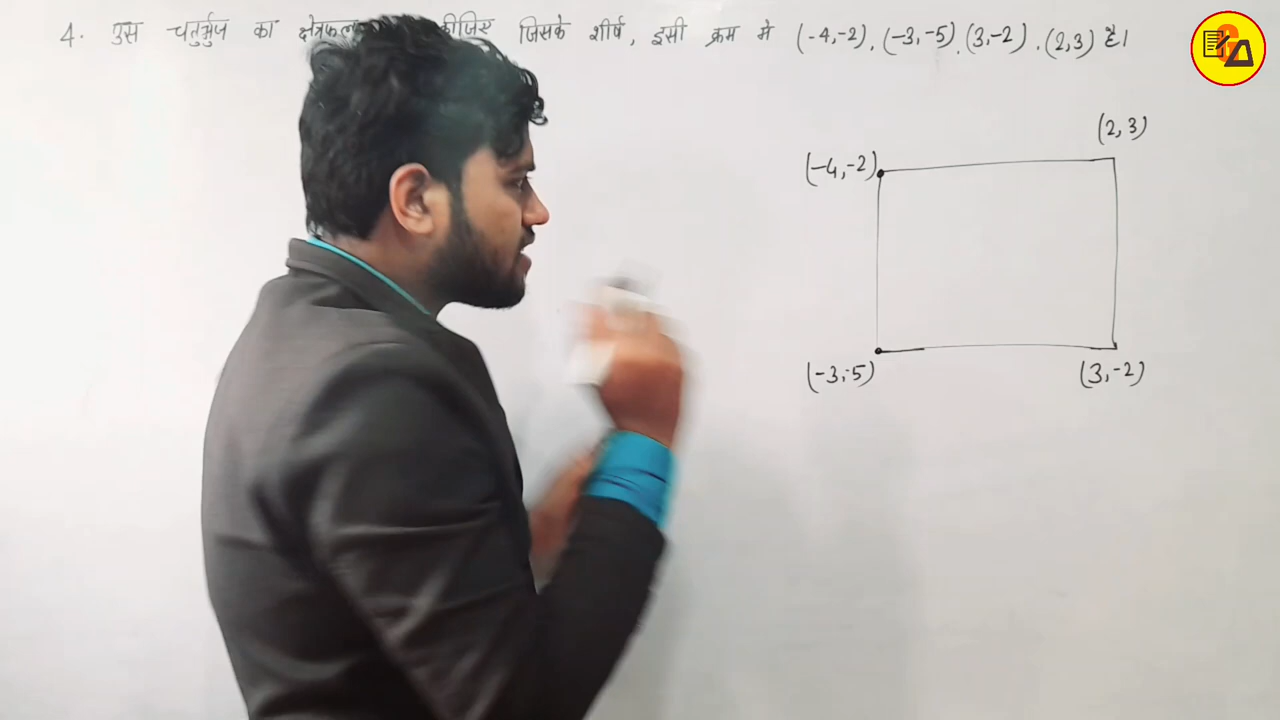 4. उस चतुर्भुज का क्षेत्रफल कीजिए जिसके शीर्ष, इसी क्रम मे (-4,-2), (-3,-5), (3,-2), (2,3) है।
(2,3)
(-4,-2)
(-3,-5)
(3,-2)